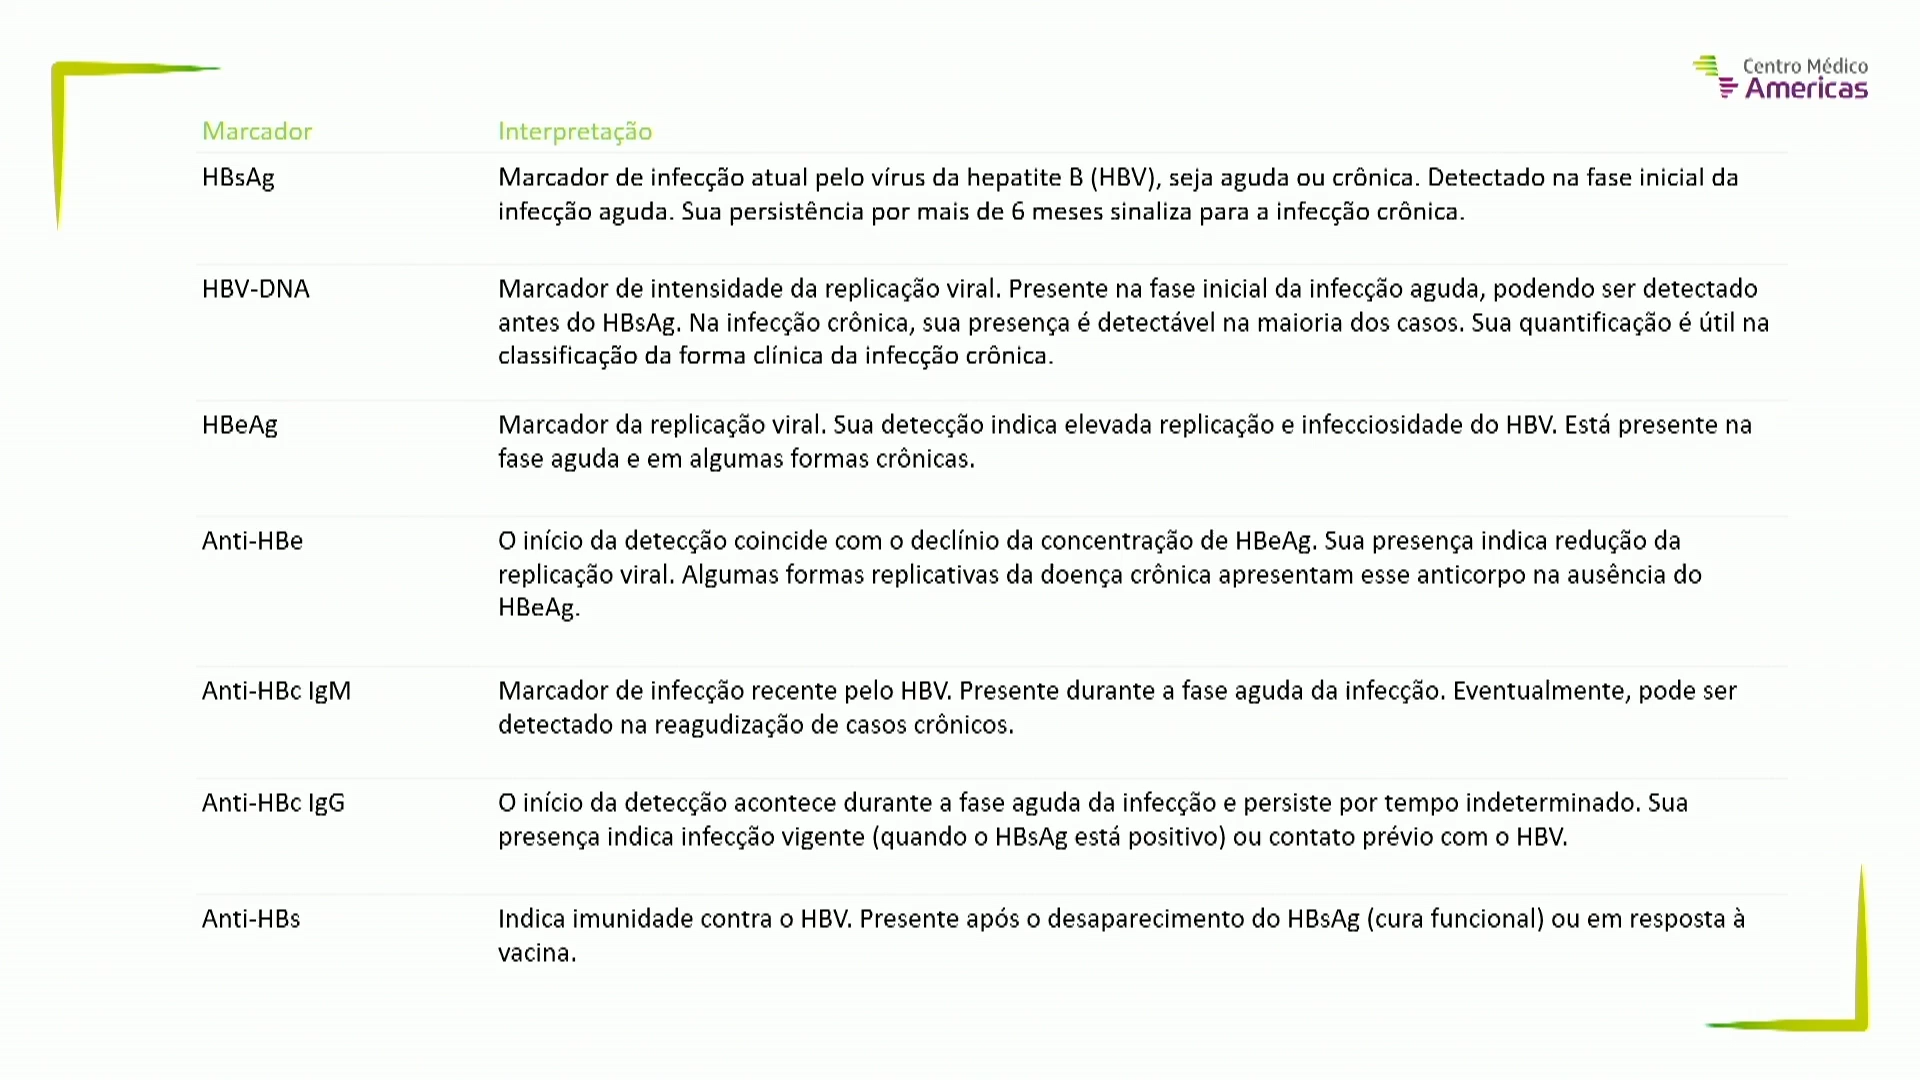 Centro Médico
Americas
Marcador Interpretação
HBsAg Marcador de infecção atual pelo vírus da hepatite B (HBV), seja aguda ou crônica. Detectado na fase inicial da
infecção aguda. Sua persistência por mais de 6 meses sinaliza para a infecção crônica.
HBV-DNA Marcador de intensidade da replicação viral. Presente na fase inicial da infecção aguda, podendo ser detectado
antes do HBsAg. Na infecção crônica, sua presença é detectável na maioria dos casos. Sua quantificação é útil na
classificação da forma clínica da infecção crônica.
HBeAg Marcador da replicação viral. Sua detecção indica elevada replicação e infecciosidade do HBV. Está presente na
fase aguda e em algumas formas crônicas.
Anti-HBe O início da detecção coincide com o declínio da concentração de HBeAg. Sua presença indica redução da
replicação viral. Algumas formas replicativas da doença crônica apresentam esse anticorpo na ausência do
HBeAg.
Anti-HBc IgM Marcador de infecção recente pelo HBV. Presente durante a fase aguda da infecção. Eventualmente, pode ser
detectado na reagudização de casos crônicos.
Anti-HBc IgG O início da detecção acontece durante a fase aguda da infecção e persiste por tempo indeterminado. Sua
presença indica infecção vigente (quando o HBsAg está positivo) ou contato prévio com o HBV.
Anti-HBs Indica imunidade contra o HBV. Presente após o desaparecimento do HBsAg (cura funcional) ou em resposta à
vacina.